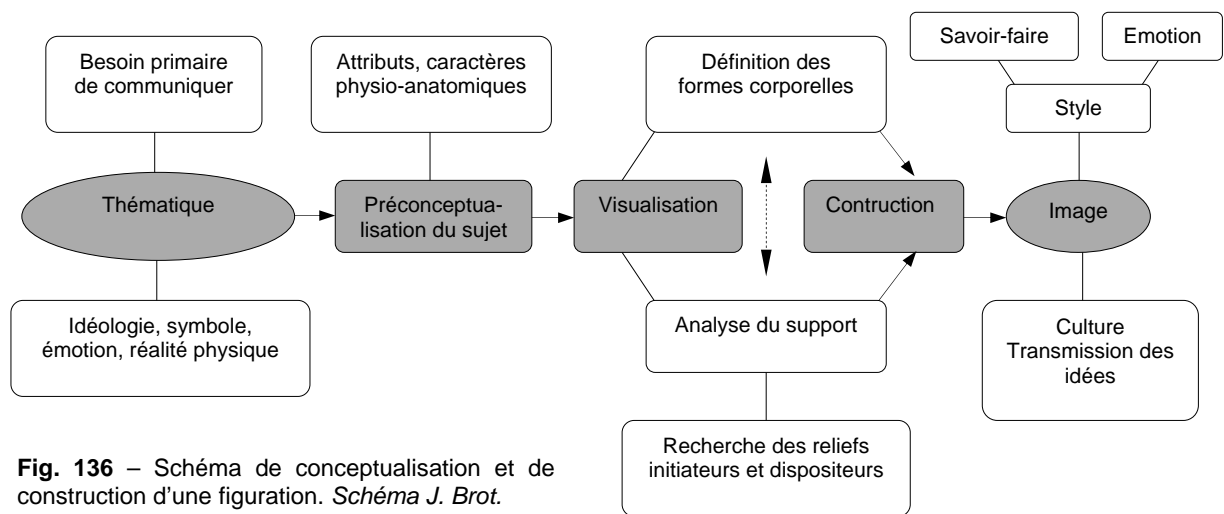 Besoin primaire
de communiquer
Attributs, caractères
physio-anatomiques
Définition des
formes corporelles
Savoir-faire
Emotion
Style
Thématique
Préconceptua-
lisation du sujet
Visualisation
Contruction
Image
Idéologie, symbole,
émotion, réalité physique
Analyse du support
Culture
Transmission des
idées
Recherche des reliefs
initiateurs et dispositeurs
Fig. 136 – Schéma de conceptualisation et de
construction d'une figuration. Schéma J. Brot.